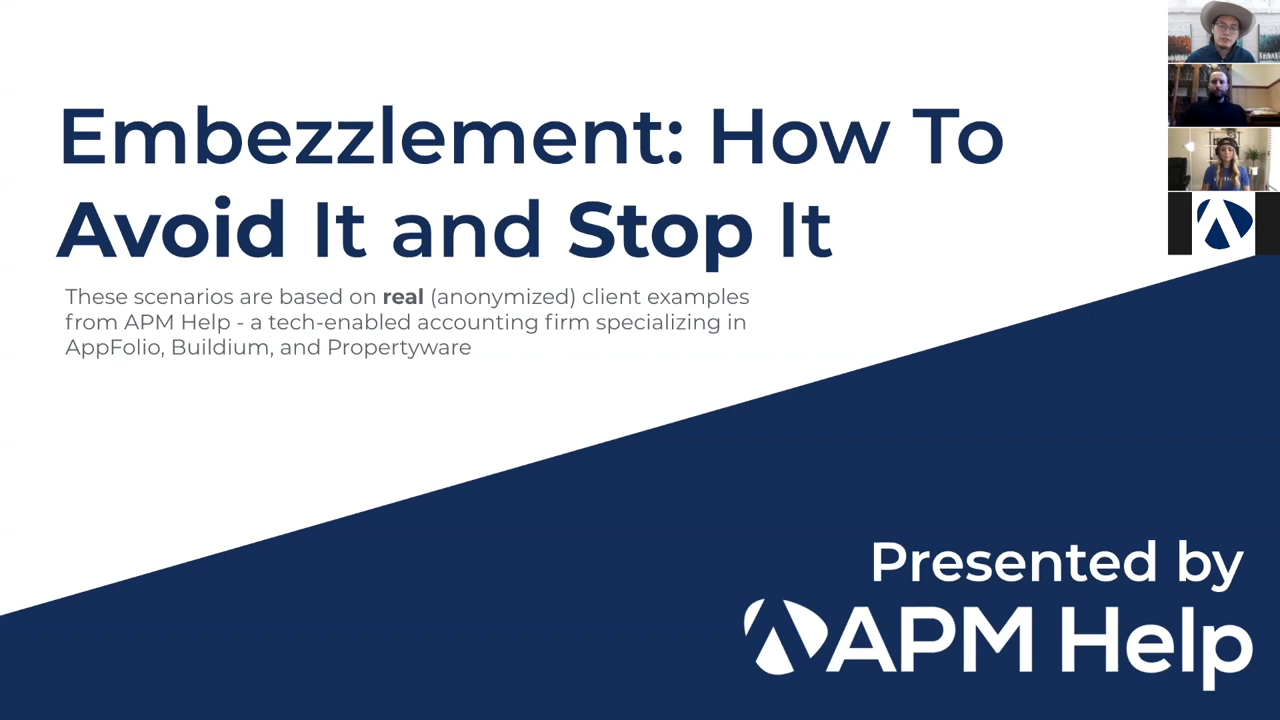 Embezzlement: How To
Avoid It and Stop It
These scenarios are based on real (anonymized) client examples
from APM Help - a tech-enabled accounting firm specializing in
AppFolio, Buildium, and Propertyware
Presented by
APM Help